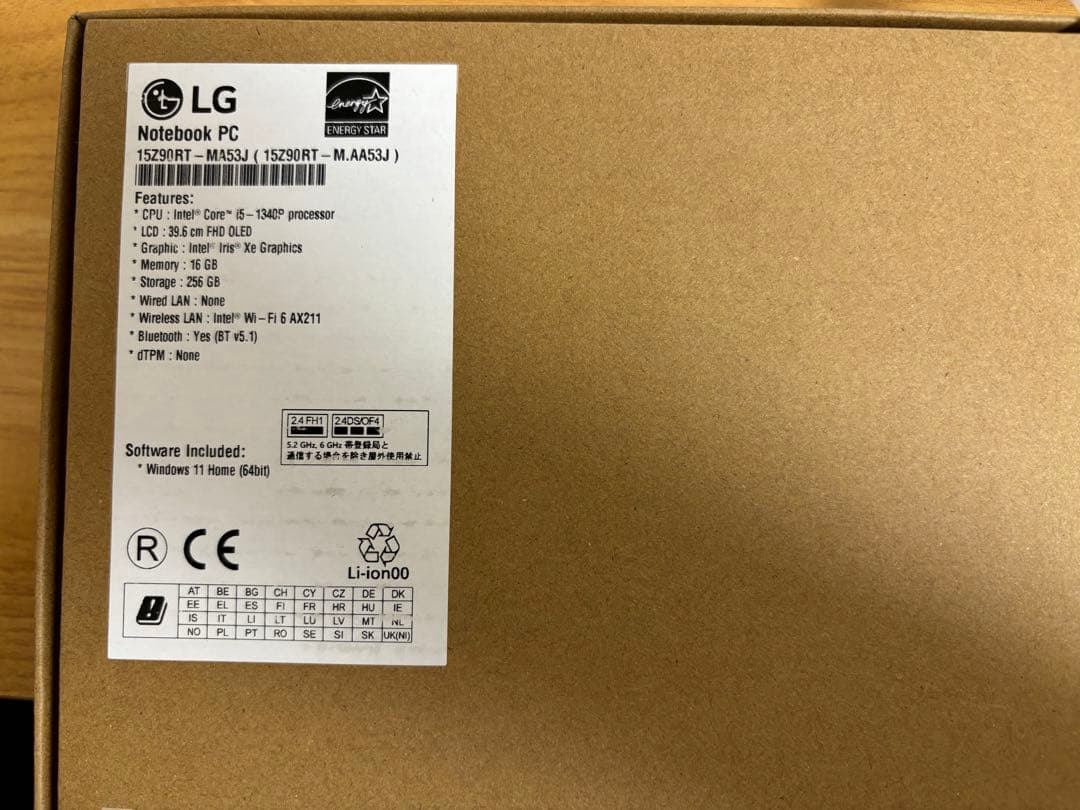 LG
energy
ENERGY STAR
Notebook PC
15Z90RT-MA53J ( 15Z90RT-M.AA53J )
Features:
* CPU : Intel® Core™ i5-1340P processor
* LCD : 39.6 cm FHD OLED
* Graphic : Intel® Iris® Xe Graphics
* Memory : 16 GB
* Storage : 256 GB
* Wired LAN : None
* Wireless LAN : Intel® Wi-Fi 6 AX211
* Bluetooth : Yes (BT v5.1)
* dTPM : None
2.4 FH1 2.4DS/OF4
5.2 GHz, 6 GHz 帯登録局と
通信する場合を除き屋外使用禁止
Software Included:
* Windows 11 Home (64bit)
R CE
Li-ion00
AT BE BG CH CY CZ DE DK
EE EL ES FI FR HR HU IE
IS IT LI LT LU LV MT NL
NO PL PT RO SE SI SK UK(NI)